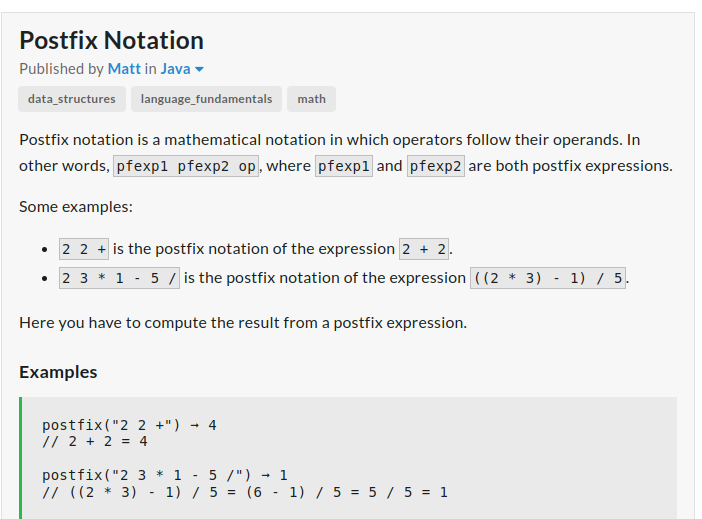 Postfix Notation
Published by Matt in Java
data_structures language_fundamentals math
Postfix notation is a mathematical notation in which operators follow their operands. In
other words, pfexp1 pfexp2 op, where pfexp1 and pfexp2 are both postfix expressions.
Some examples:
• 2 2 + is the postfix notation of the expression 2 + 2.
• 2 3 * 1 - 5 / is the postfix notation of the expression ((2 * 3) - 1) / 5.
Here you have to compute the result from a postfix expression.
Examples
postfix("2 2 +") → 4
// 2 + 2 = 4
postfix("2 3 * 1 - 5 /") → 1
// ((2 * 3) - 1) / 5 = (6 - 1) / 5 = 5 / 5 = 1